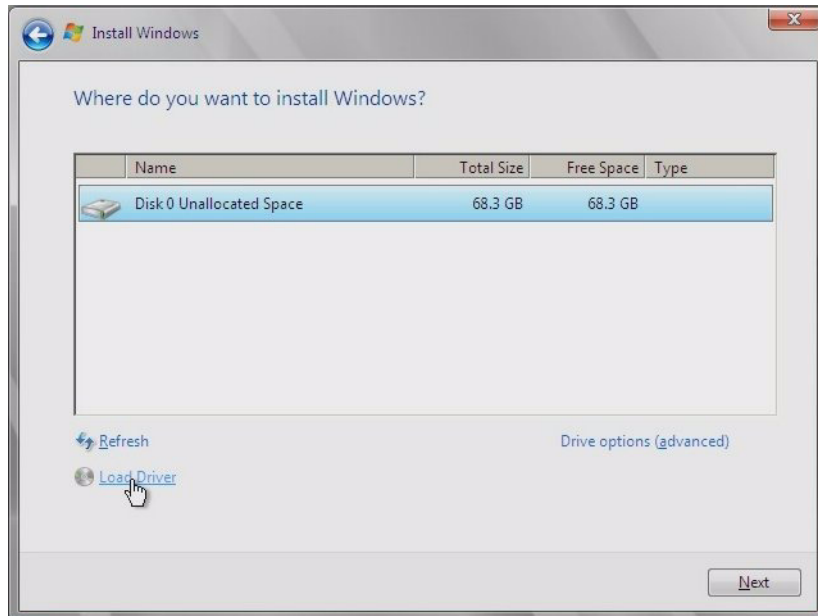 Install Windows
Where do you want to install Windows?
Name Total Size Free Space Type
Disk 0 Unallocated Space 68.3 GB 68.3 GB
Refresh Drive options (advanced)
Load Driver
Next